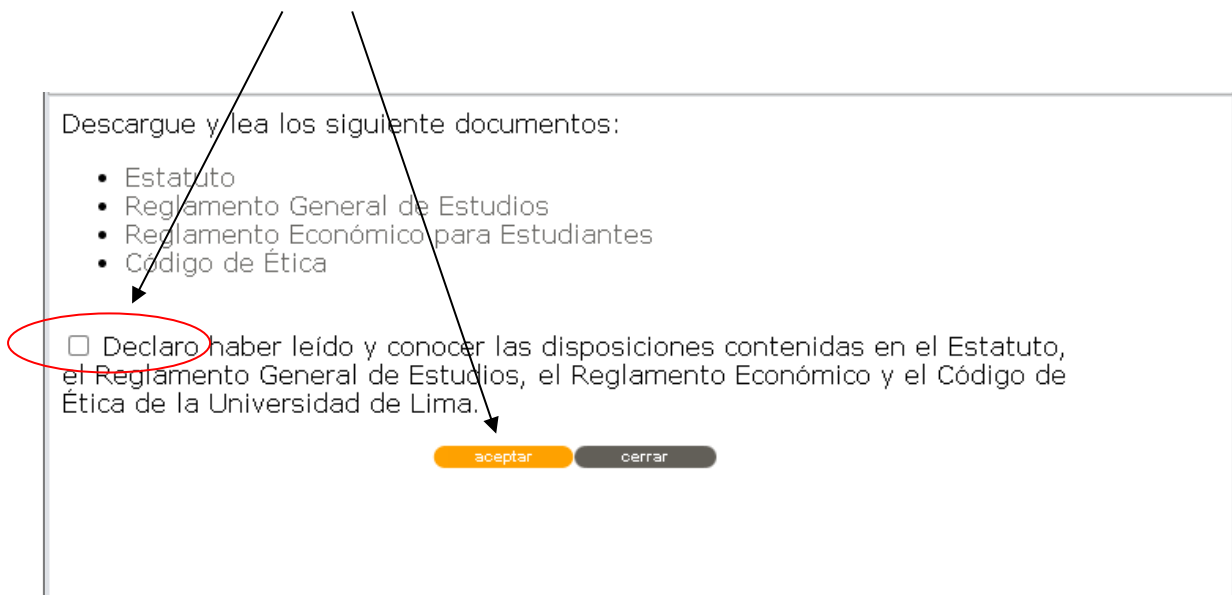 Descargue y lea los siguiente documentos:
Estatuto
Reglamento General de Estudios
Reglamento Económico para Estudiantes
Código de Ética
Declaro haber leído y conocer las disposiciones contenidas en el Estatuto,
el Reglamento General de Estudios, el Reglamento Económico y el Código de
Ética de la Universidad de Lima.
aceptar cerrar